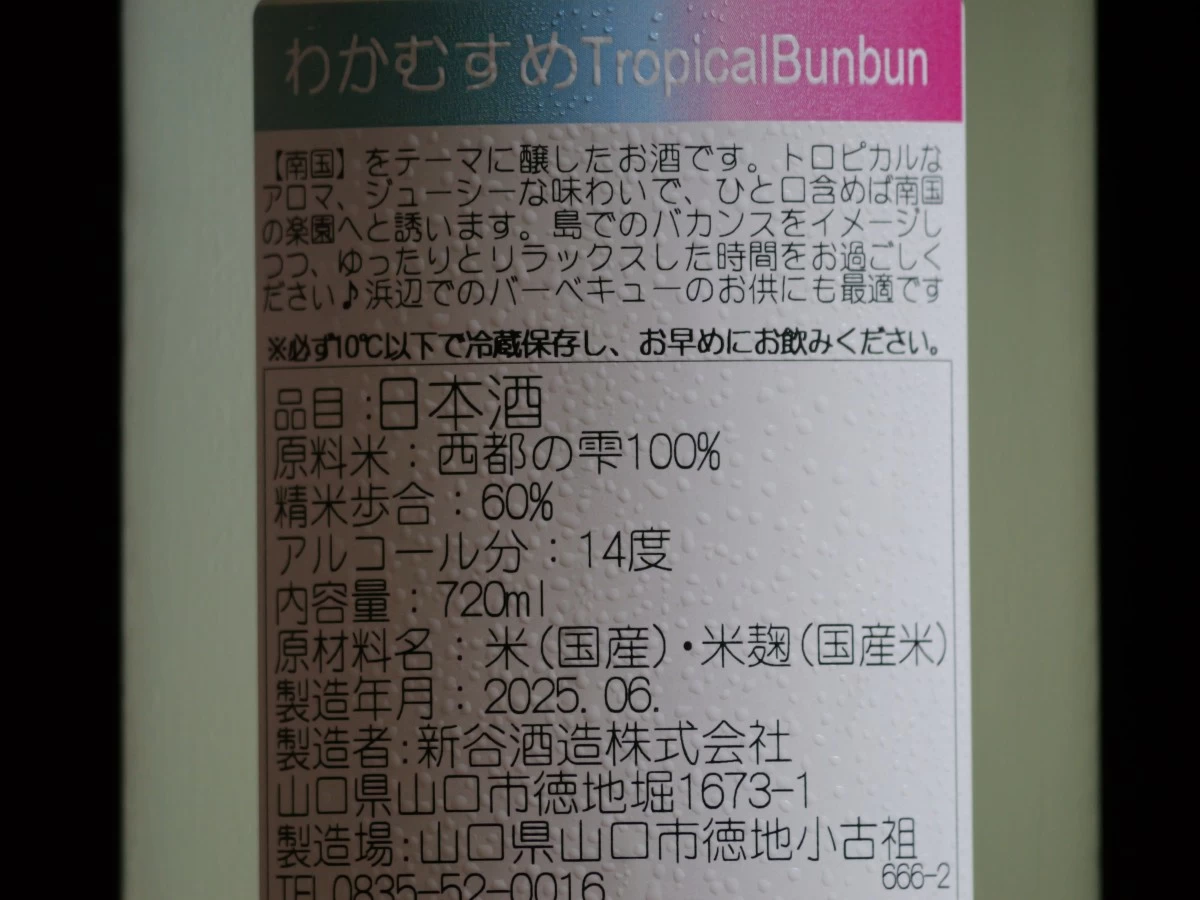 わかむすめTropicalBunbun
【南国】をテーマに醸したお酒です。トロピカルな
アロマ、ジューシーな味わいで、ひと口含めば南国
の楽園へと誘います。島でのバカンスをイメージし
つつ、ゆったりとリラックスした時間をお過ごしく
ださい♪浜辺でのバーベキューのお供にも最適です
※必ず10℃以下で冷蔵保存し、お早めにお飲みください。
品目:日本酒
原料米:西都の雫100%
精米歩合:60%
アルコール分:14度
内容量:720ml
原材料名:米(国産)・米麹(国産米)
製造年月:2025.06.
製造者:新谷酒造株式会社
山口県山口市徳地堀1673-1
製造場:山口県山口市徳地小古祖
666-2
TEL0835-52-0016